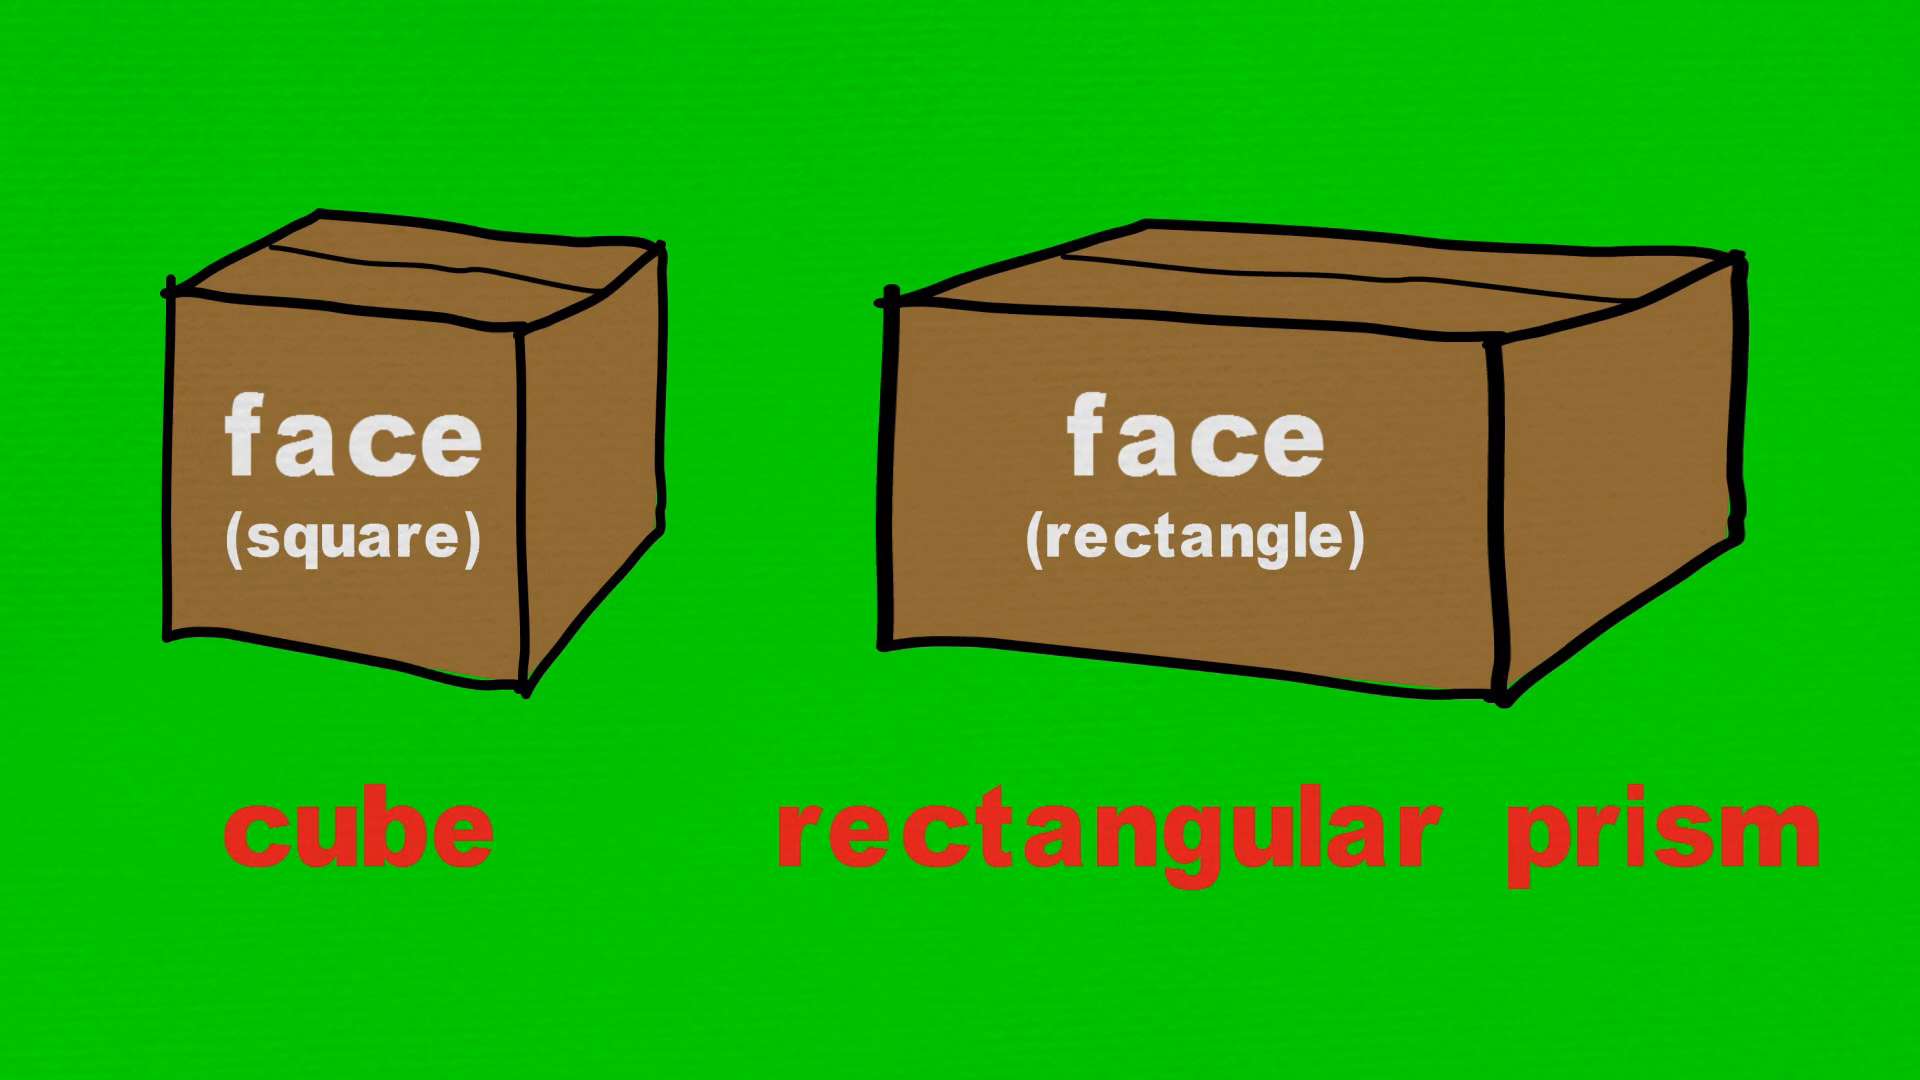 face
(square)
face
(rectangle)
cube
rectangular prism